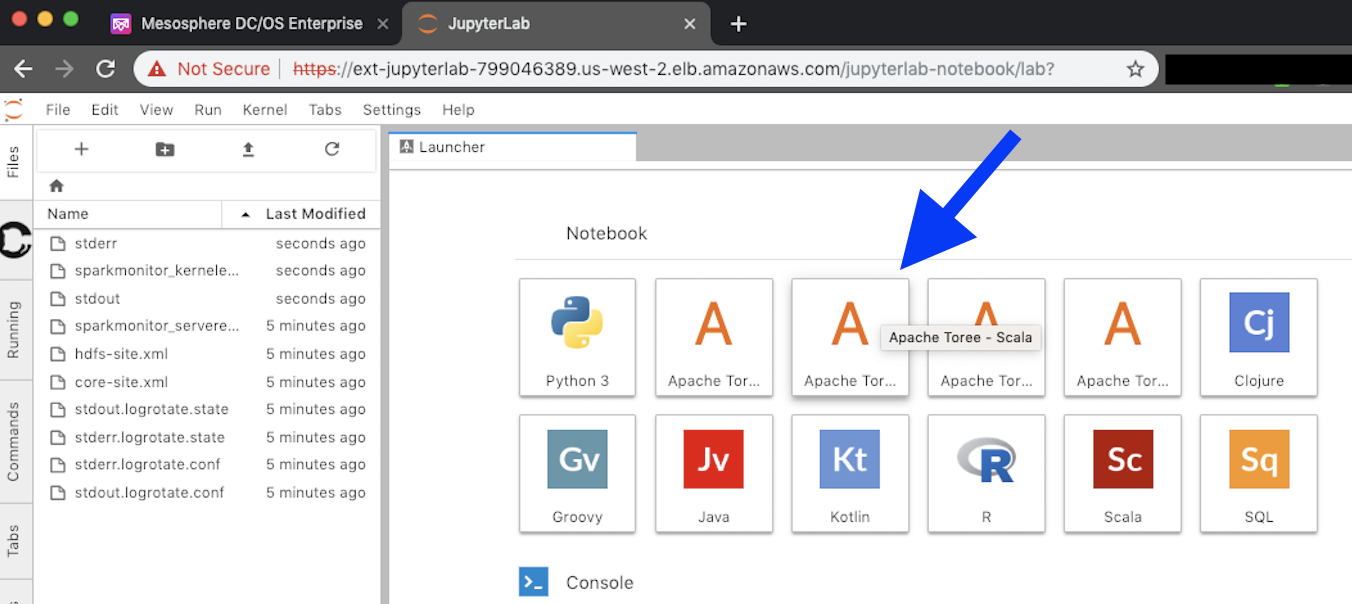 Mesosphere DC/OS Enterprise
JupyterLab
Not Secure https://ext-jupyterlab-799046389.us-west-2.elb.amazonaws.com/jupyterlab-notebook/lab?
File Edit View Run Kernel Tabs Settings Help
Files
Running
Commands
Tabs
Name Last Modified
stderr seconds ago
sparkmonitor_kernele... seconds ago
stdout seconds ago
sparkmonitor_servere... 5 minutes ago
hdfs-site.xml 5 minutes ago
core-site.xml 5 minutes ago
stdout.logrotate.state 5 minutes ago
stderr.logrotate.state 5 minutes ago
stderr.logrotate.conf 5 minutes ago
stdout.logrotate.conf 5 minutes ago
Launcher
Notebook
A A A A Cj
Apache Toree - Scala
Python 3 Apache Tor... Apache Tor... Apache Tor... Apache Tor... Clojure
Gv Jv Kt R Sc Sq
Groovy Java Kotlin R Scala SQL
>_ Console